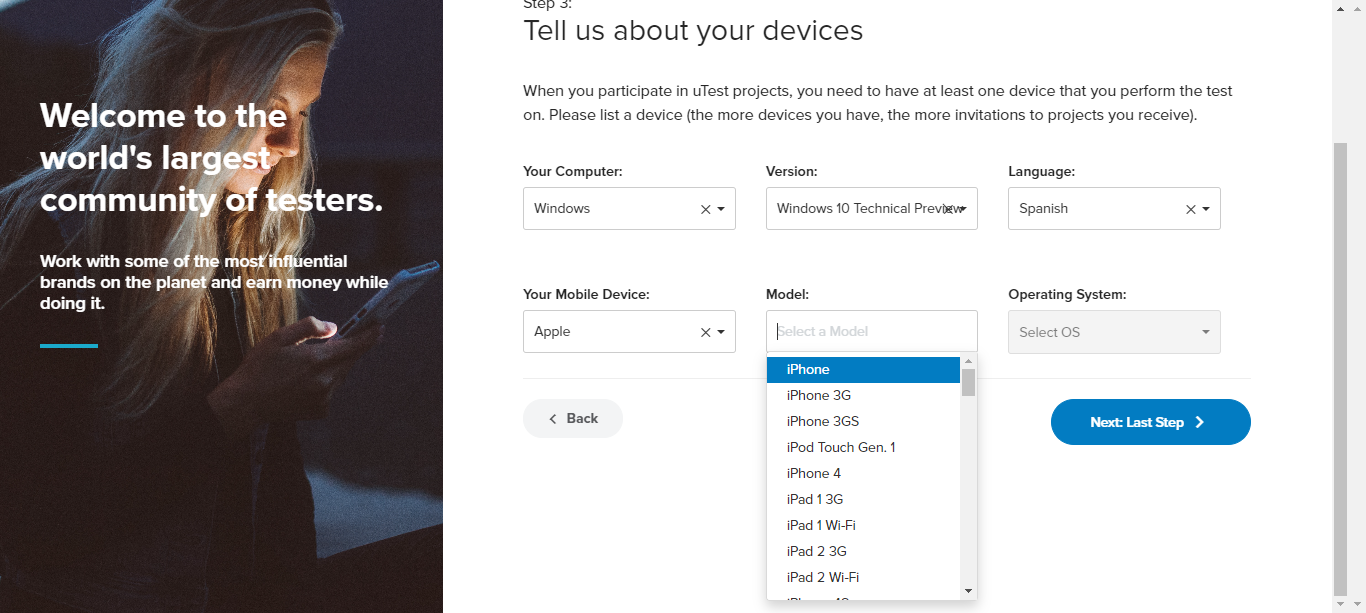 Welcome to the
world's largest
community of testers.
Work with some of the most influential
brands on the planet and earn money while
doing it.
Step 3:
Tell us about your devices
When you participate in uTest projects, you need to have at least one device that you perform the test
on. Please list a device (the more devices you have, the more invitations to projects you receive).
Your Computer:
Windows
Version:
Windows 10 Technical Preview
Language:
Spanish
Your Mobile Device:
Apple
Model:
Select a Model
Operating System:
Select OS
iPhone
iPhone 3G
iPhone 3GS
iPod Touch Gen. 1
iPhone 4
iPad 1 3G
iPad 1 Wi-Fi
iPad 2 3G
iPad 2 Wi-Fi
Back
Next: Last Step